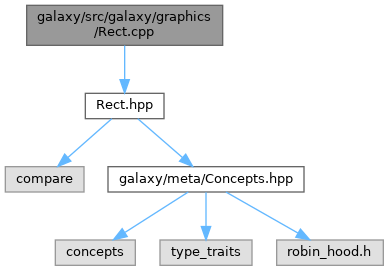 galaxy/src/galaxy/graphics
/Rect.cpp
Rect.hpp
compare
galaxy/meta/Concepts.hpp
concepts
type_traits
robin_hood.h